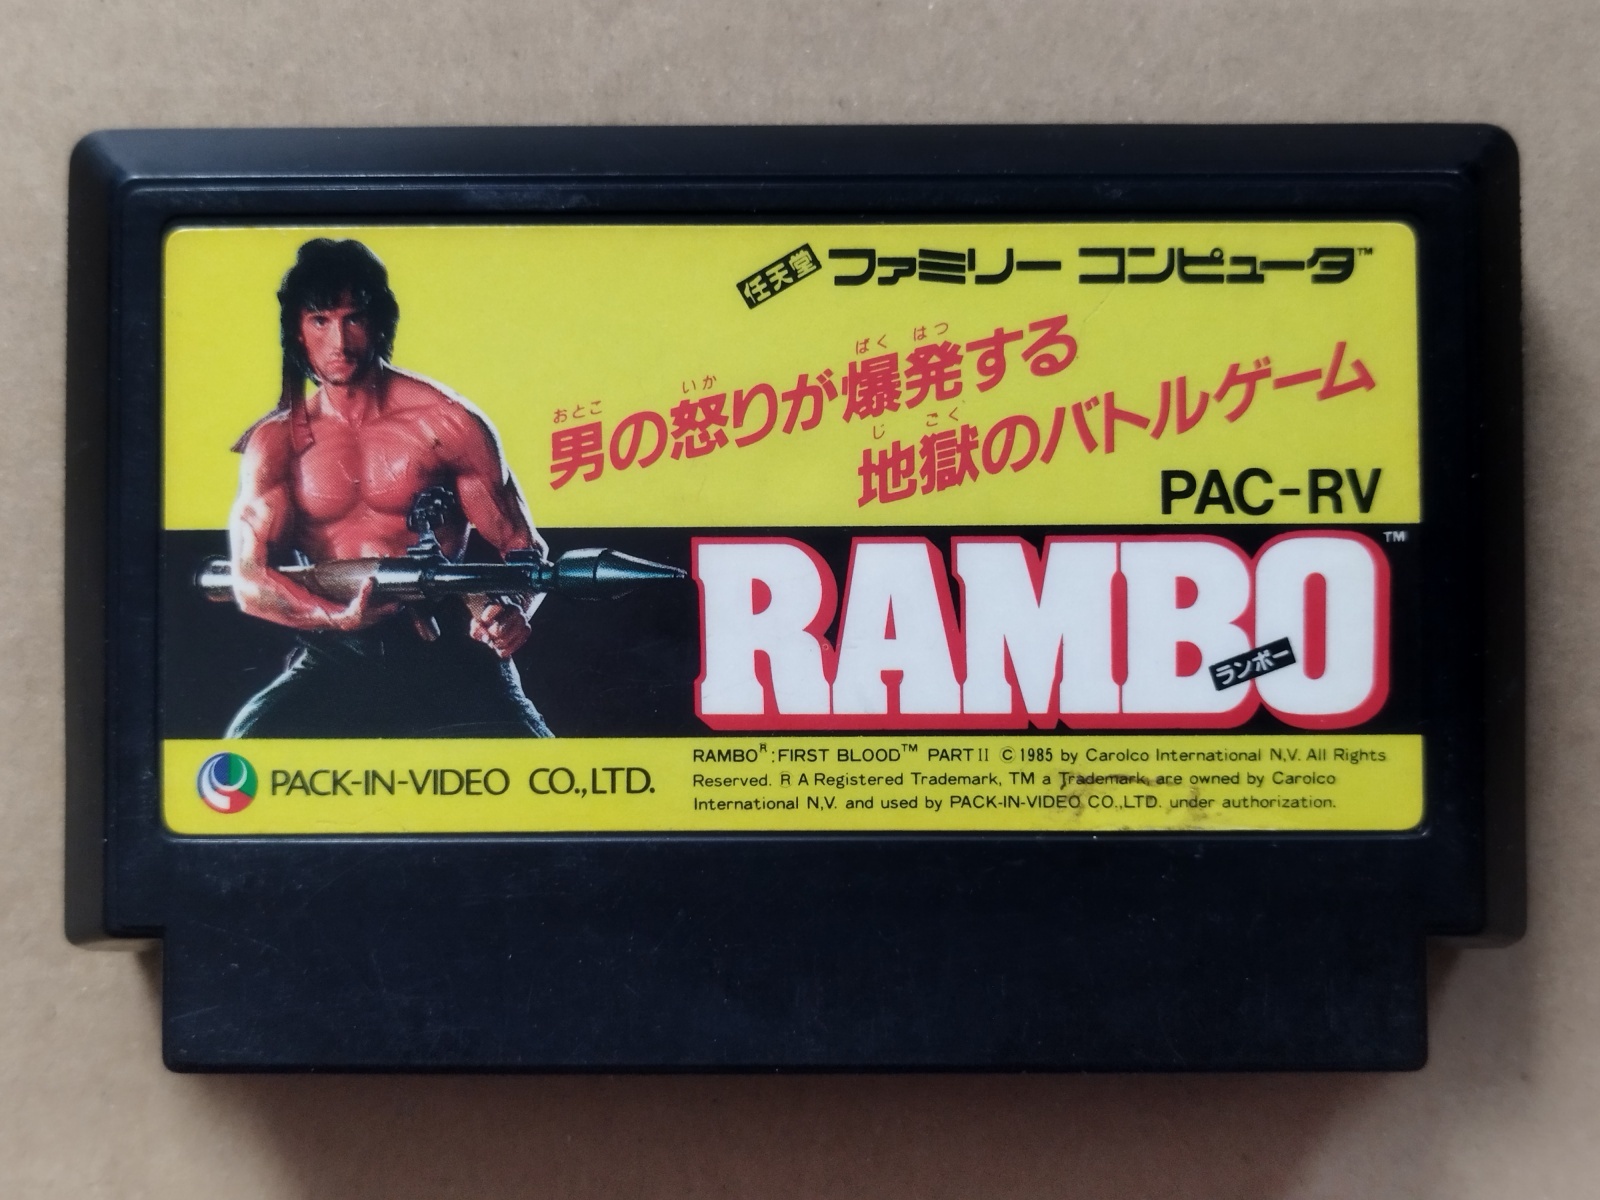 任天堂 ファミリー コンピュータ™
おとこ いか ばく はつ
男の怒りが爆発する
じ ごく
地獄のバトルゲーム
PAC-RV
RAMBO™
ランボー
PACK-IN-VIDEO CO.,LTD.
RAMBO®:FIRST BLOOD™ PART II ©1985 by Carolco International N,V. All Rights
Reserved. R A Registered Trademark, TM a Trademark, are owned by Carolco
International N,V. and used by PACK-IN-VIDEO CO.,LTD. under authorization.